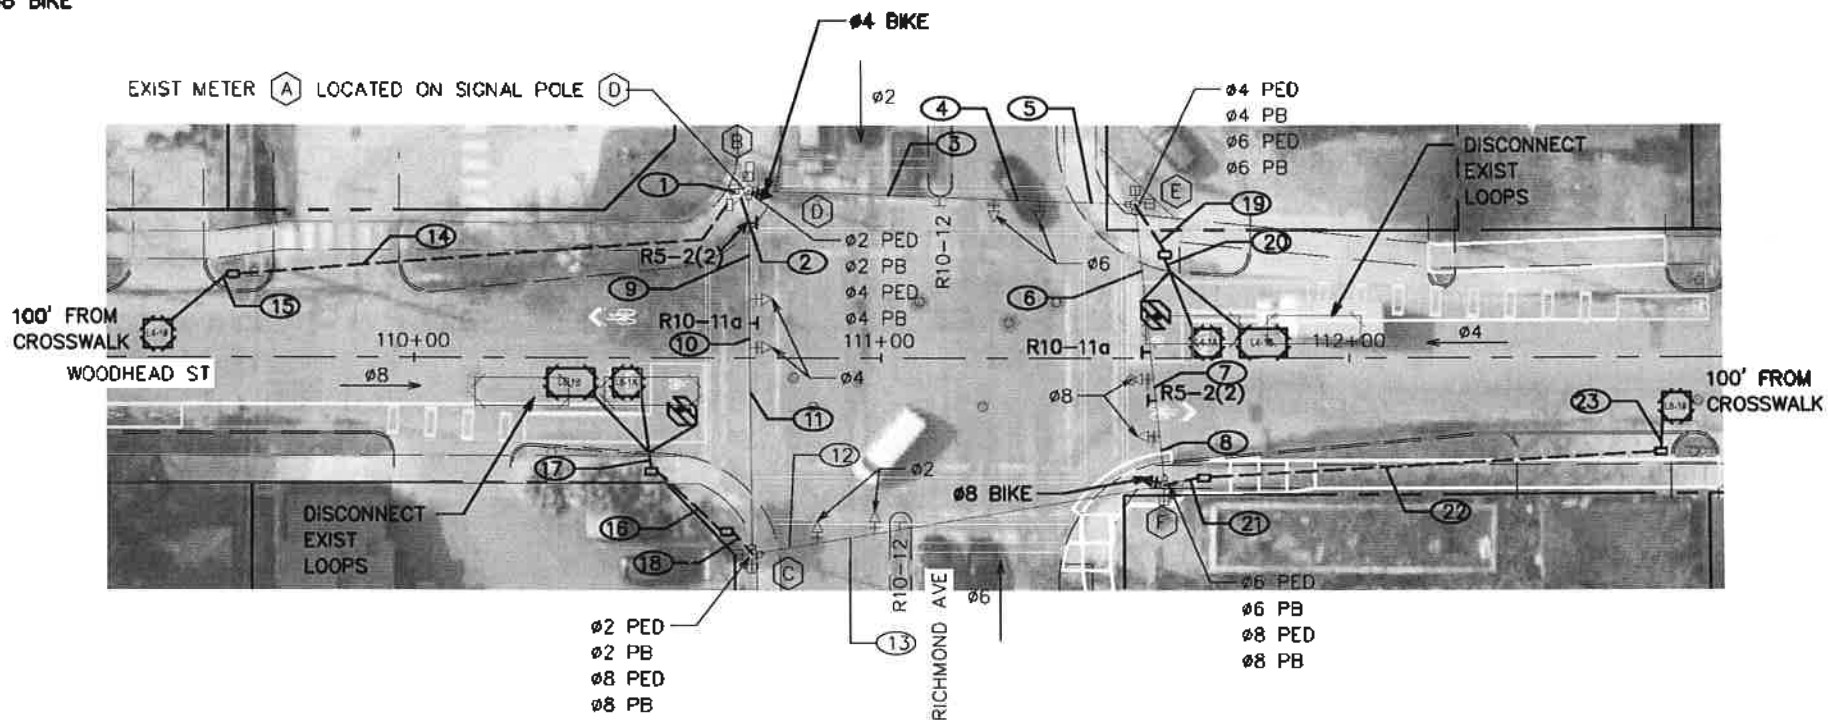 BIKE
ø4 BIKE
EXIST METER A LOCATED ON SIGNAL POLE D
ø2
4
5
3
ø4 PED
ø4 PB
ø6 PED
ø6 PB
DISCONNECT
EXIST
LOOPS
B
1
D
E
19
14
R5-2(2)
2
ø2 PED
ø2 PB
ø4 PED
ø4 PB
R10-12
ø6
20
9
6
15
100' FROM
CROSSWALK
WOODHEAD ST
110+00
R10-11a
10
111+00
R10-11a
L4-1A
112+00
ø4
ø8
ø4
ø8
7
R5-2(2)
100' FROM
CROSSWALK
L8-1A
11
23
17
12
ø2
8
ø8 BIKE
DISCONNECT
EXIST
LOOPS
16
18
C
R10-12
13
ø6
RICHMOND AVE
F
21
22
ø2 PED
ø2 PB
ø8 PED
ø8 PB
ø6 PED
ø6 PB
ø8 PED
ø8 PB